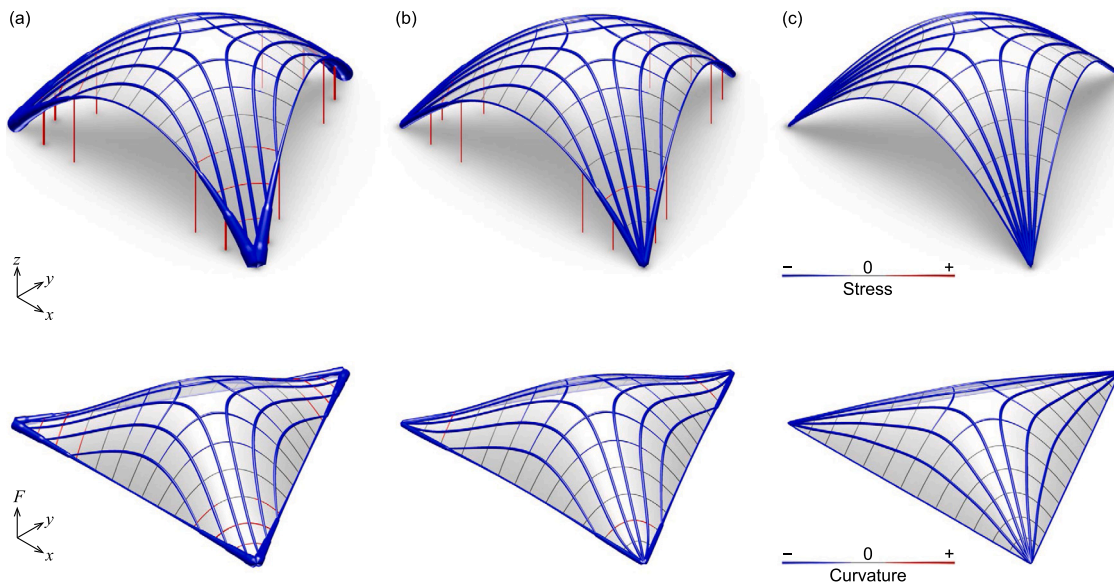 (a)
(b)
(c)
z
y
x
− 0 +
Stress
F
y
x
− 0 +
Curvature